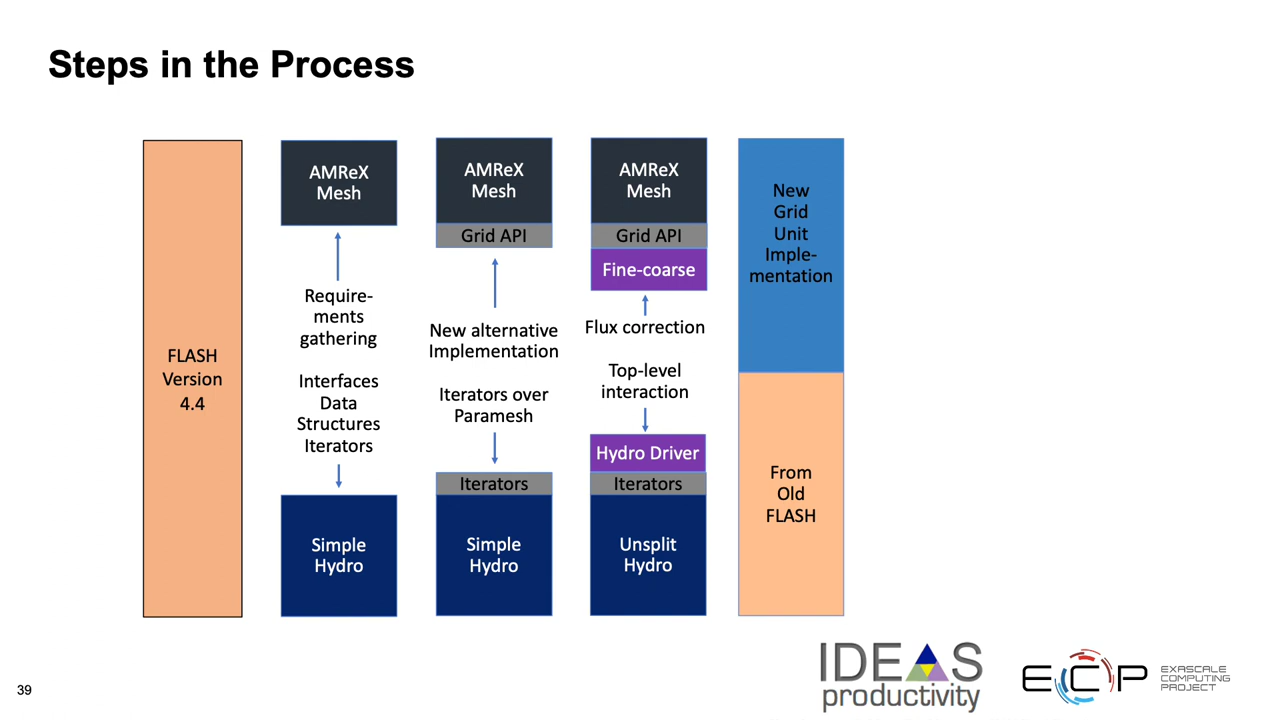 Steps in the Process
FLASH
Version
4.4
AMReX
Mesh
Require-
ments
gathering
Interfaces
Data
Structures
Iterators
Simple
Hydro
AMReX
Mesh
Grid API
New alternative
Implementation
Iterators over
Paramesh
Iterators
Simple
Hydro
AMReX
Mesh
Grid API
Fine-coarse
Flux correction
Top-level
interaction
Hydro Driver
Iterators
Unsplit
Hydro
New
Grid
Unit
Imple-
mentation
From
Old
FLASH
39
IDEAS
productivity
ECP
EXASCALE
COMPUTING
PROJECT